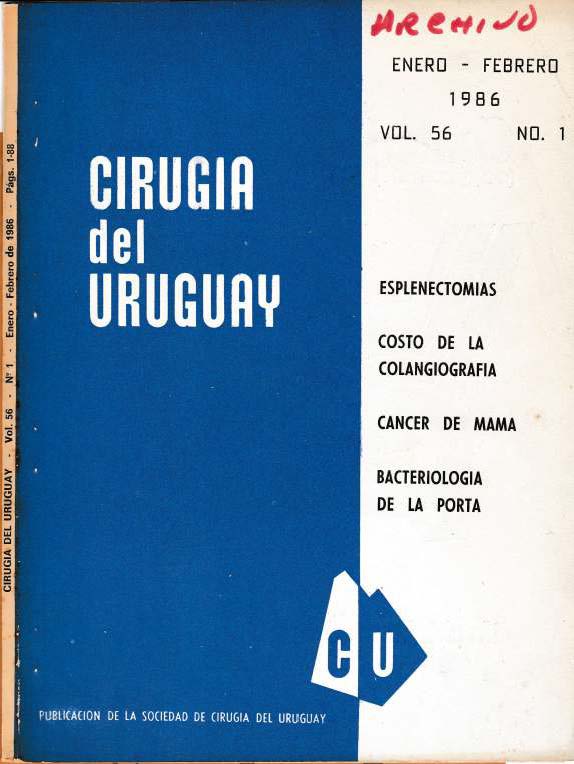 ARCHIVO
ENERO - FEBRERO
1986
VOL. 56 NO. 1
CIRUGIA
del
URUGUAY
ESPLENECTOMIAS
COSTO DE LA
COLANGIOGRAFIA
CANCER DE MAMA
BACTERIOLOGIA
DE LA PORTA
CU
PUBLICACION DE LA SOCIEDAD DE CIRUGIA DEL URUGUAY
CIRUGIA DEL URUGUAY - Vol. 56 - Nº 1 - Enero - Febrero de 1986 - Págs. 1-88